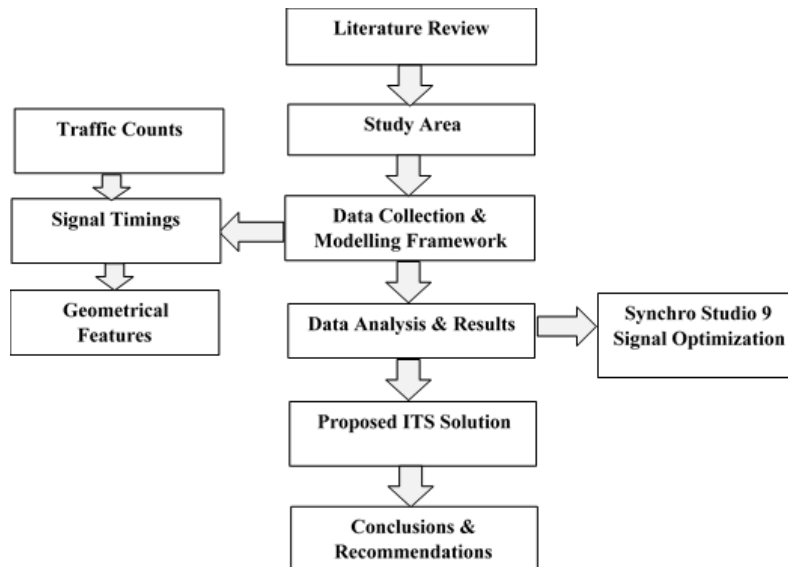 Literature Review
Traffic Counts
Study Area
Signal Timings
Data Collection &
Modelling Framework
Geometrical
Features
Data Analysis & Results
Synchro Studio 9
Signal Optimization
Proposed ITS Solution
Conclusions &
Recommendations